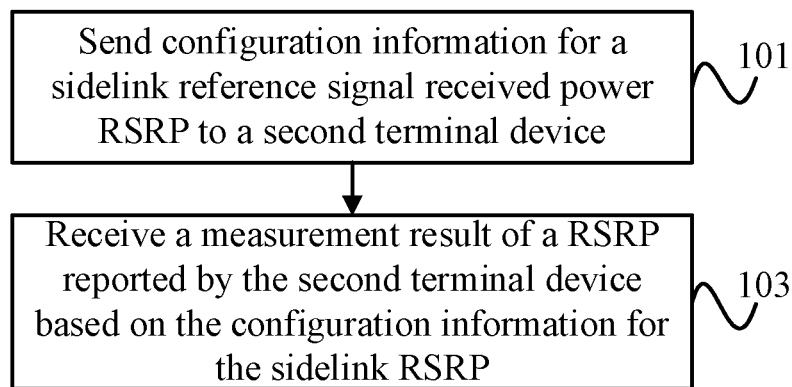 Send configuration information for a
sidelink reference signal received power
RSRP to a second terminal device
101
Receive a measurement result of a RSRP
reported by the second terminal device
based on the configuration information for
the sidelink RSRP
103